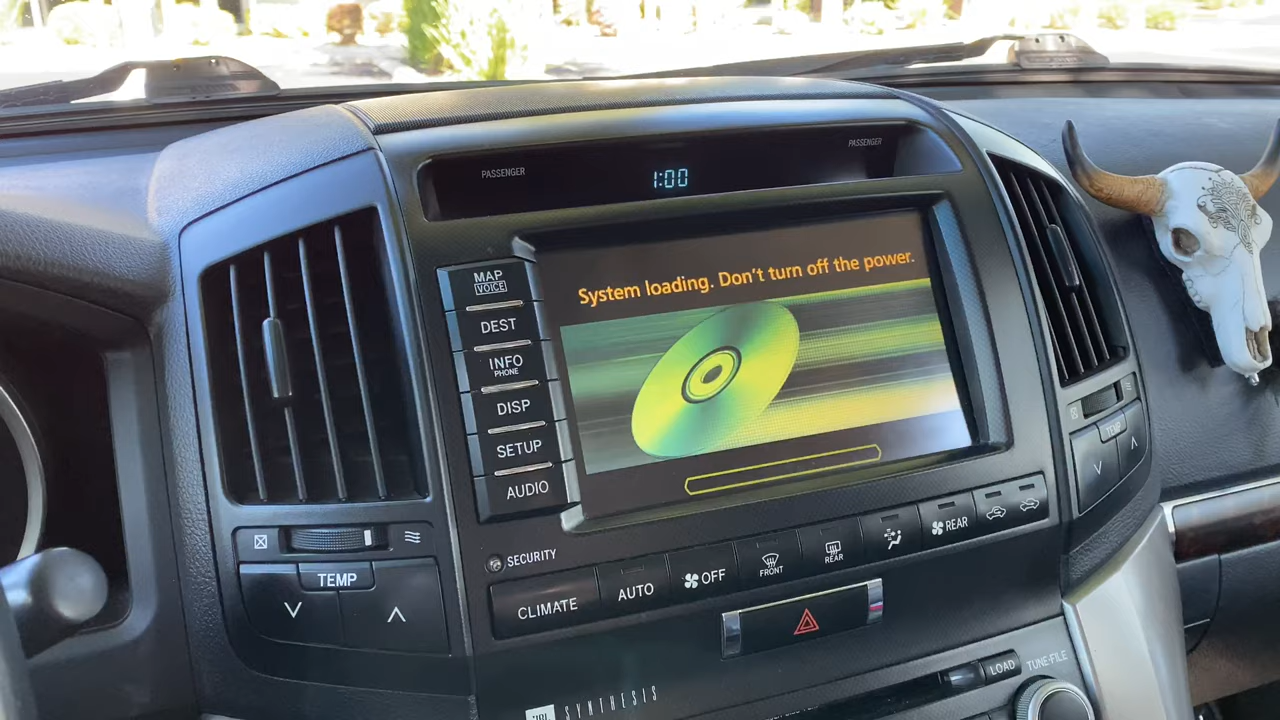 PASSENGER
PASSENGER
1:00
System loading. Don't turn off the power.
MAP
VOICE
DEST
INFO
PHONE
DISP
SETUP
AUDIO
SECURITY
TEMP
TEMP
CLIMATE
AUTO
OFF
FRONT
REAR
REAR
LOAD
TUNE·FILE
JBL SYNTHESIS